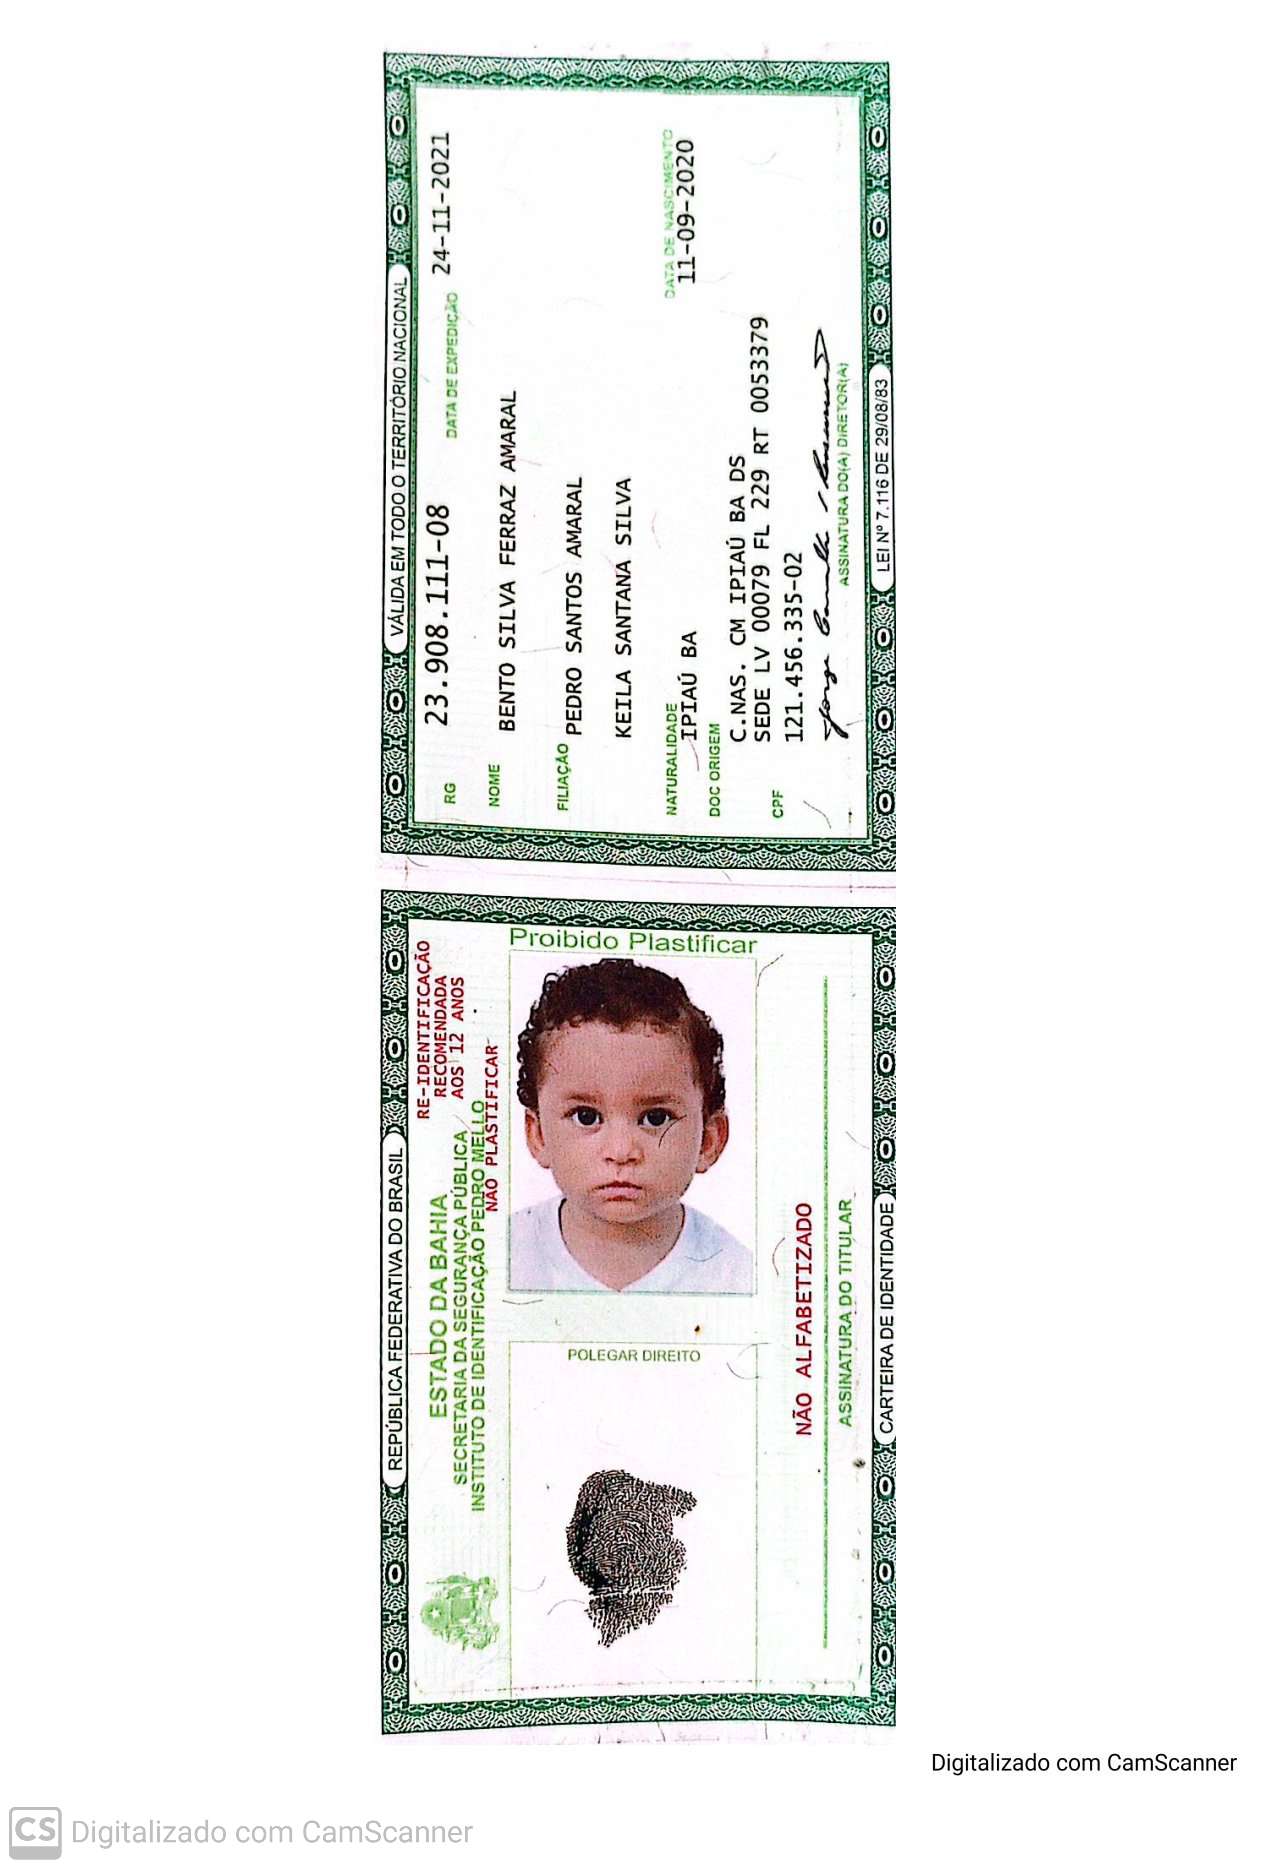 VÁLIDA EM TODO O TERRITÓRIO NACIONAL
RG 23.908.111-08 DATA DE EXPEDIÇÃO 24-11-2021
NOME BENTO SILVA FERRAZ AMARAL
FILIAÇÃO PEDRO SANTOS AMARAL
KEILA SANTANA SILVA
NATURALIDADE DATA DE NASCIMENTO
IPIAÚ BA 11-09-2020
DOC ORIGEM C.NAS. CM IPIAÚ BA DS
SEDE LV 00079 FL 229 RT 0053379
CPF 121.456.335-02
ASSINATURA DO(A) DIRETOR(A)
LEI Nº 7.116 DE 29/08/83
REPÚBLICA FEDERATIVA DO BRASIL
ESTADO DA BAHIA
SECRETARIA DA SEGURANÇA PÚBLICA
INSTITUTO DE IDENTIFICAÇÃO PEDRO MELLO
RE-IDENTIFICAÇÃO
RECOMENDADA
AOS 12 ANOS
NÃO PLASTIFICAR
Proibido Plastificar
POLEGAR DIREITO
NÃO ALFABETIZADO
ASSINATURA DO TITULAR
CARTEIRA DE IDENTIDADE
Digitalizado com CamScanner
CS Digitalizado com CamScanner